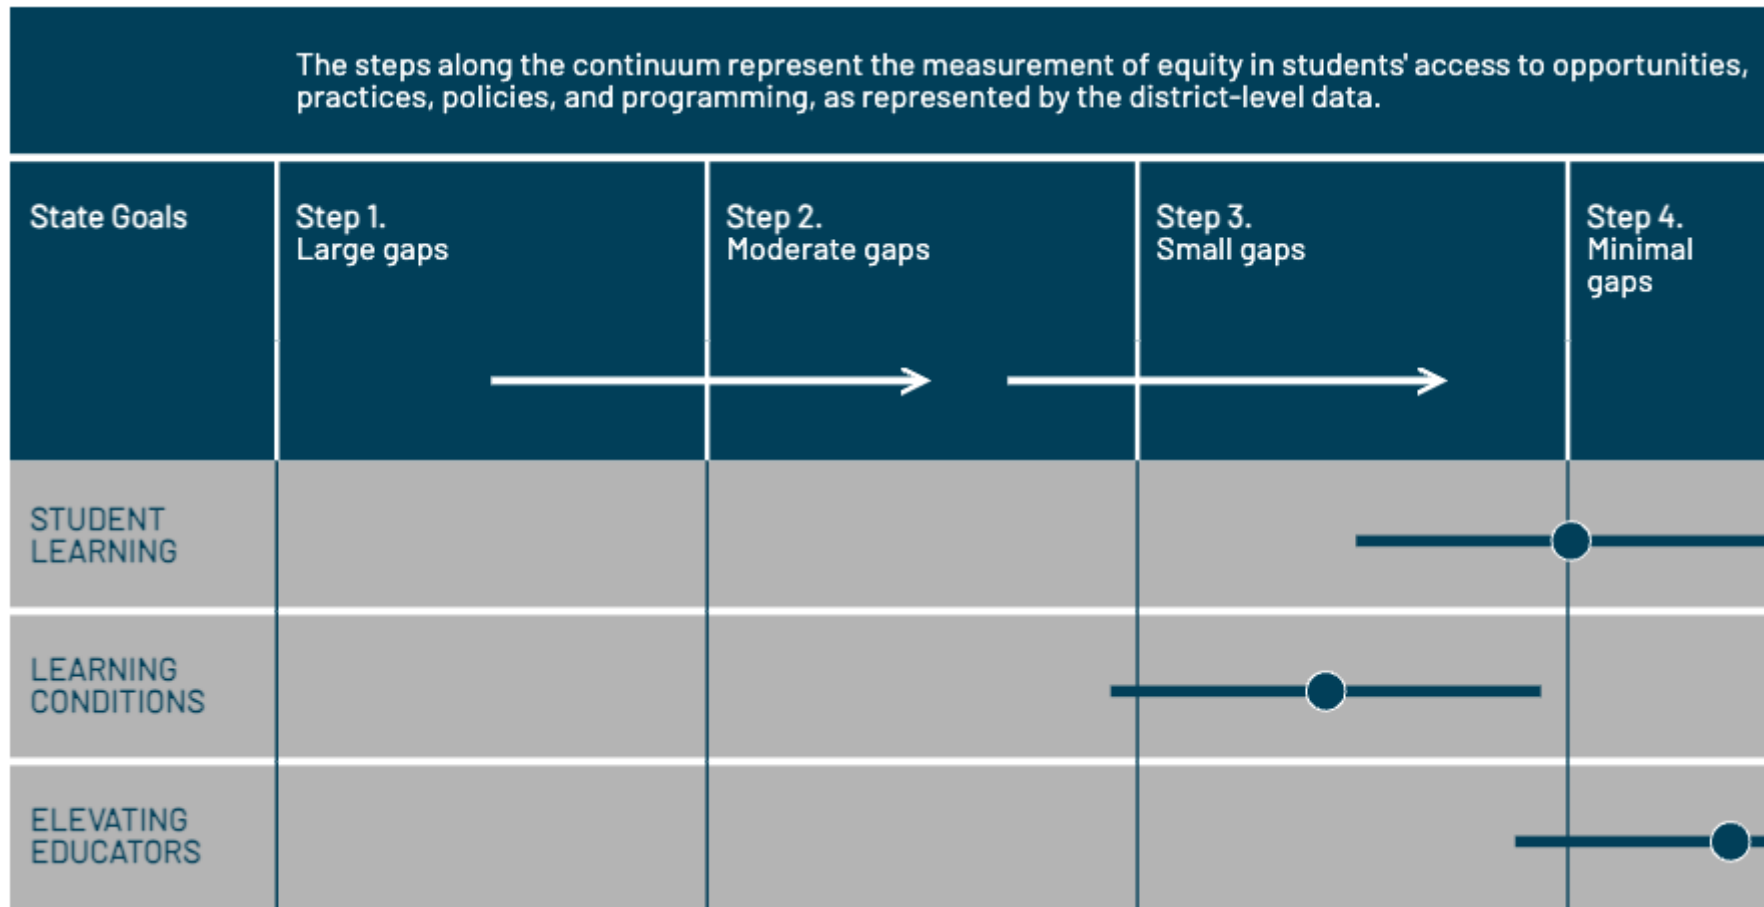 The steps along the continuum represent the measurement of equity in students' access to opportunities,
practices, policies, and programming, as represented by the district-level data.
State Goals
Step 1.
Large gaps
Step 2.
Moderate gaps
Step 3.
Small gaps
Step 4.
Minimal
gaps
STUDENT
LEARNING
LEARNING
CONDITIONS
ELEVATING
EDUCATORS